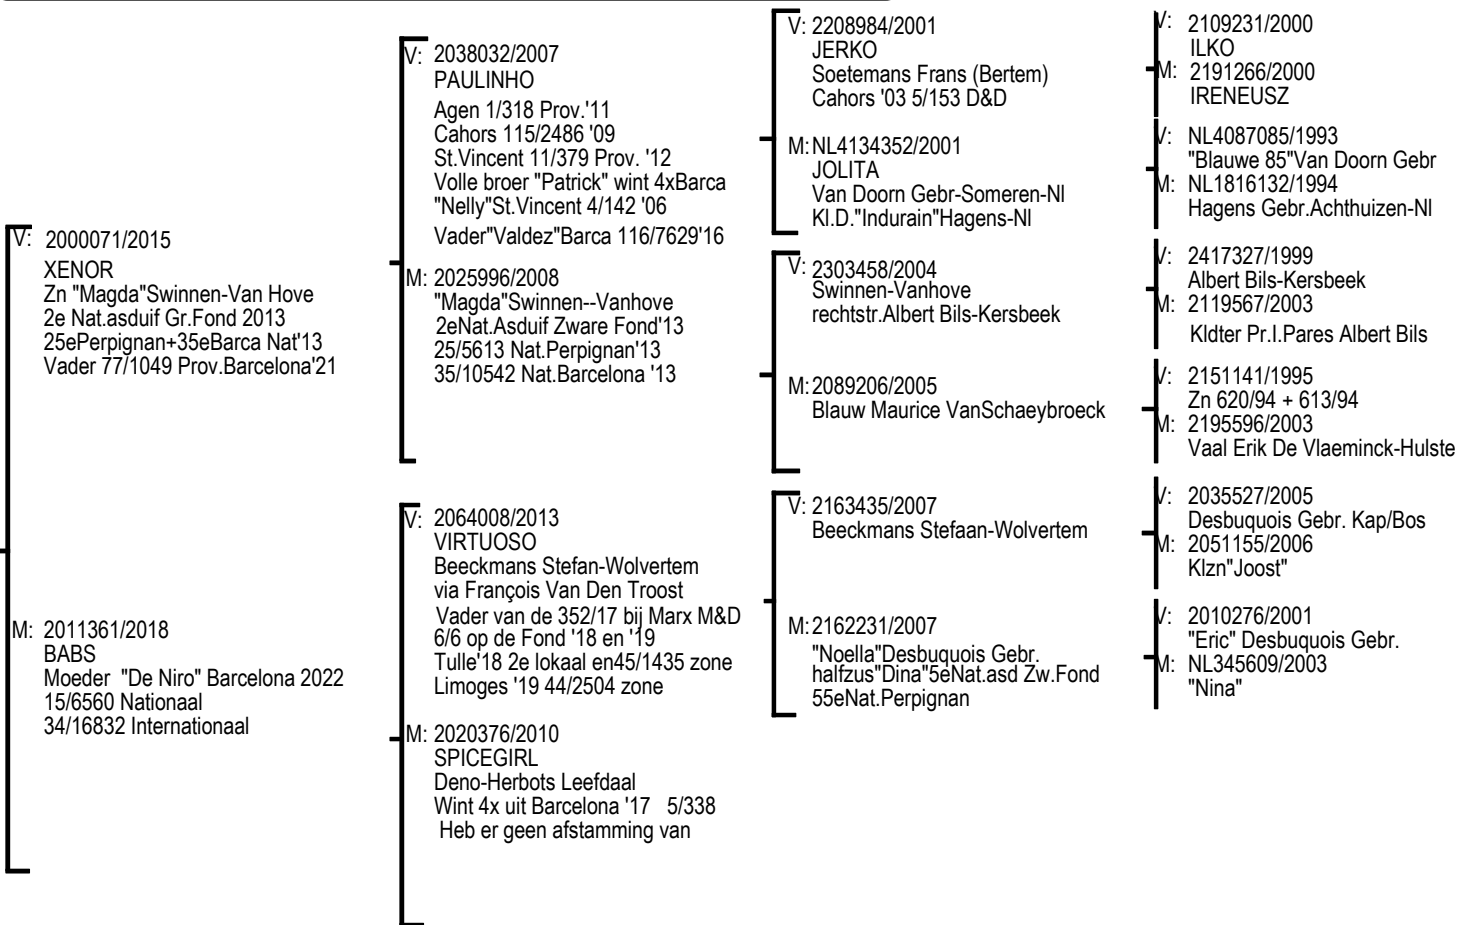 V: 2000071/2015
XENOR
Zn "Magda"Swinnen-Van Hove
2e Nat.asduif Gr.Fond 2013
25ePerpignan+35eBarca Nat'13
Vader 77/1049 Prov.Barcelona'21
M: 2011361/2018
BABS
Moeder "De Niro" Barcelona 2022
15/6560 Nationaal
34/16832 Internationaal
V: 2038032/2007
PAULINHO
Agen 1/318 Prov.'11
Cahors 115/2486 '09
St.Vincent 11/379 Prov. '12
Volle broer "Patrick" wint 4xBarca
"Nelly"St.Vincent 4/142 '06
Vader"Valdez"Barca 116/7629'16
M: 2025996/2008
"Magda"Swinnen--Vanhove
2eNat.Asduif Zware Fond'13
25/5613 Nat.Perpignan'13
35/10542 Nat.Barcelona '13
V: 2064008/2013
VIRTUOSO
Beeckmans Stefan-Wolvertem
via François Van Den Troost
Vader van de 352/17 bij Marx M&D
6/6 op de Fond '18 en '19
Tulle'18 2e lokaal en45/1435 zone
Limoges '19 44/2504 zone
M: 2020376/2010
SPICEGIRL
Deno-Herbots Leefdaal
Wint 4x uit Barcelona '17 5/338
Heb er geen afstamming van
V: 2208984/2001
JERKO
Soetemans Frans (Bertem)
Cahors '03 5/153 D&D
M: NL4134352/2001
JOLITA
Van Doorn Gebr-Someren-Nl
Kl.D."Indurain"Hagens-Nl
V: 2303458/2004
Swinnen-Vanhove
rechtstr.Albert Bils-Kersbeek
M: 2089206/2005
Blauw Maurice VanSchaeybroeck
V: 2163435/2007
Beeckmans Stefaan-Wolvertem
M: 2162231/2007
"Noella"Desbuquois Gebr.
halfzus"Dina"5eNat.asd Zw.Fond
55eNat.Perpignan
V: 2109231/2000
ILKO
M: 2191266/2000
IRENEUSZ
V: NL4087085/1993
"Blauwe 85"Van Doorn Gebr
M: NL1816132/1994
Hagens Gebr.Achthuizen-Nl
V: 2417327/1999
Albert Bils-Kersbeek
M: 2119567/2003
Kldter Pr.I.Pares Albert Bils
V: 2151141/1995
Zn 620/94 + 613/94
M: 2195596/2003
Vaal Erik De Vlaeminck-Hulste
V: 2035527/2005
Desbuquois Gebr. Kap/Bos
M: 2051155/2006
Klzn"Joost"
V: 2010276/2001
"Eric" Desbuquois Gebr.
M: NL345609/2003
"Nina"